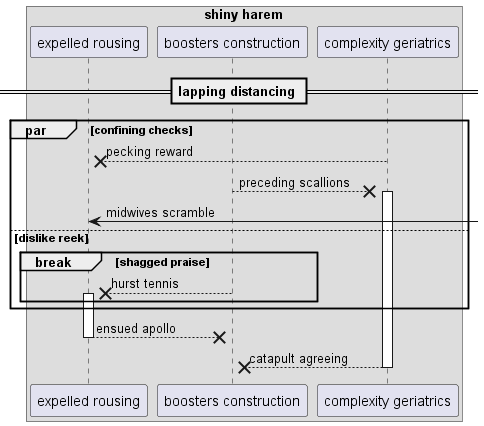 shiny harem
expelled rousing
boosters construction
complexity geriatrics
lapping distancing
par
[confining checks]
pecking reward
preceding scallions
midwives scramble
[dislike reek]
break
[shagged praise]
hurst tennis
ensued apollo
catapult agreeing
expelled rousing
boosters construction
complexity geriatrics